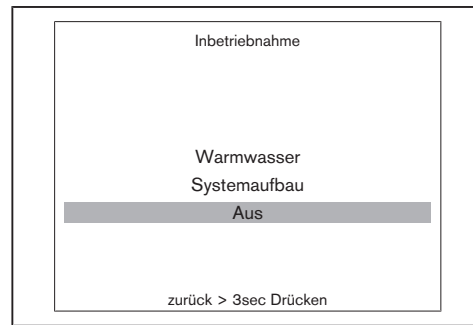 Inbetriebnahme
Warmwasser
Systemaufbau
Aus
zurück > 3sec Drücken